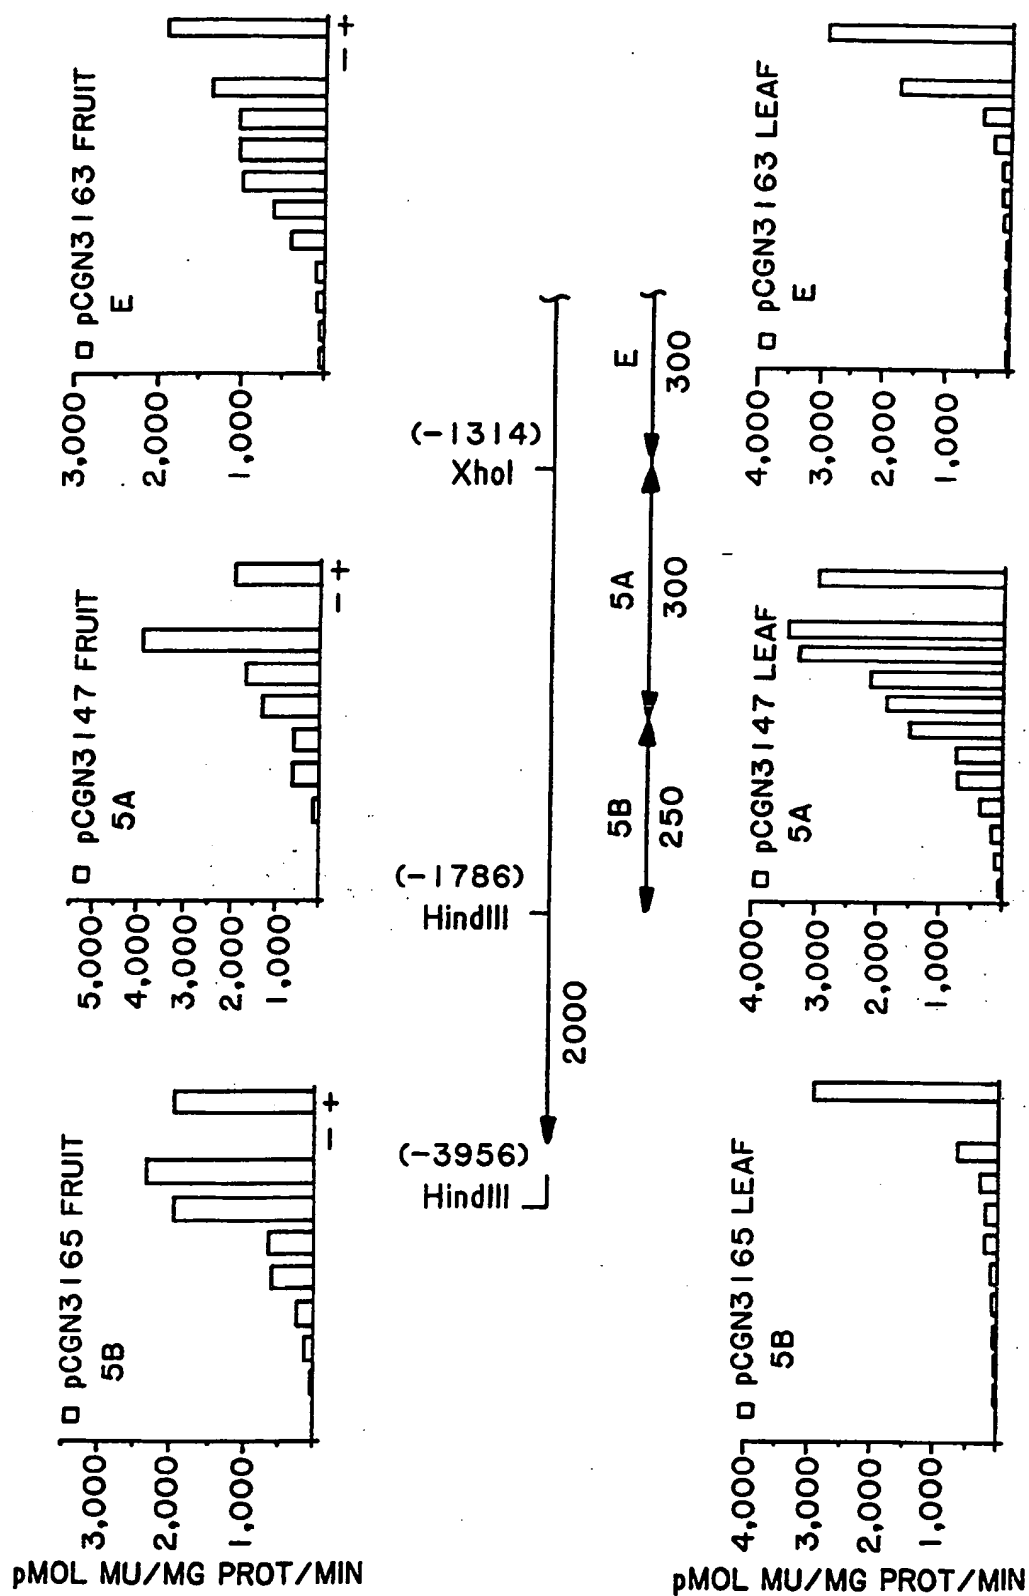 pMOL MU/MG PROT/MIN
3,000
2,000
1,000
pCGN3165 FRUIT
5B
- +
5,000
4,000
3,000
2,000
1,000
pCGN3147 FRUIT
5A
- +
3,000
2,000
1,000
pCGN3163 FRUIT
E
- +
(-3956)
HindIII
(-1786)
HindIII
(-1314)
XhoI
2000
5B
250
5A
300
E
300
pMOL MU/MG PROT/MIN
4,000
3,000
2,000
1,000
pCGN3165 LEAF
5B
4,000
3,000
2,000
1,000
pCGN3147 LEAF
5A
4,000
3,000
2,000
1,000
pCGN3163 LEAF
E